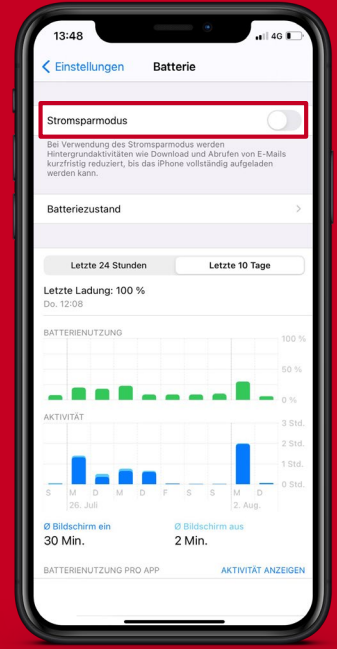 13:48
4G
Einstellungen
Batterie
Stromsparmodus
Bei Verwendung des Stromsparmodus werden
Hintergrundaktivitäten wie Download und Abrufen von E-Mails
kurzfristig reduziert, bis das iPhone vollständig aufgeladen
werden kann.
Batteriezustand
Letzte 24 Stunden
Letzte 10 Tage
Letzte Ladung: 100 %
Do. 12:08
BATTERIENUTZUNG
100 %
50 %
0 %
AKTIVITÄT
3 Std.
2 Std.
1 Std.
0 Std.
S M D M D F S S M D
26. Juli
2. Aug.
Ø Bildschirm ein
Ø Bildschirm aus
30 Min.
2 Min.
BATTERIENUTZUNG PRO APP
AKTIVITÄT ANZEIGEN